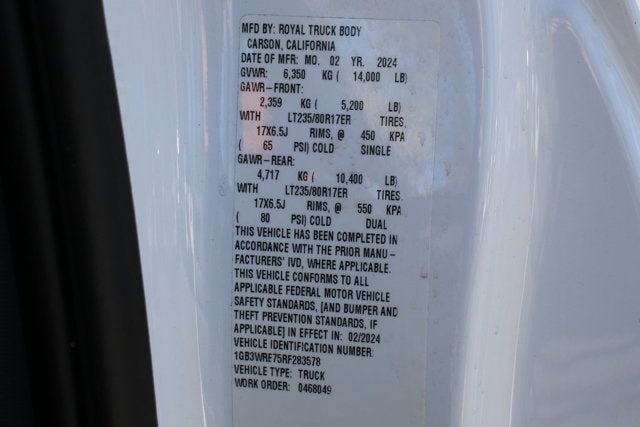 MFD BY: ROYAL TRUCK BODY
CARSON, CALIFORNIA
DATE OF MFR: MO. 02 YR. 2024
GVWR: 6,350 KG ( 14,000 LB)
GAWR-FRONT:
2,359 KG ( 5,200 LB)
WITH LT235/80R17ER TIRES,
17X6.5J RIMS, @ 450 KPA
( 65 PSI) COLD SINGLE
GAWR-REAR:
4,717 KG ( 10,400 LB)
WITH LT235/80R17ER TIRES,
17X6.5J RIMS, @ 550 KPA
( 80 PSI) COLD DUAL
THIS VEHICLE HAS BEEN COMPLETED IN
ACCORDANCE WITH THE PRIOR MANU-
FACTURERS' IVD, WHERE APPLICABLE.
THIS VEHICLE CONFORMS TO ALL
APPLICABLE FEDERAL MOTOR VEHICLE
SAFETY STANDARDS, [AND BUMPER AND
THEFT PREVENTION STANDARDS, IF
APPLICABLE] IN EFFECT IN: 02/2024
VEHICLE IDENTIFICATION NUMBER:
1GB3WRE75RF283578
VEHICLE TYPE: TRUCK
WORK ORDER: 0468049